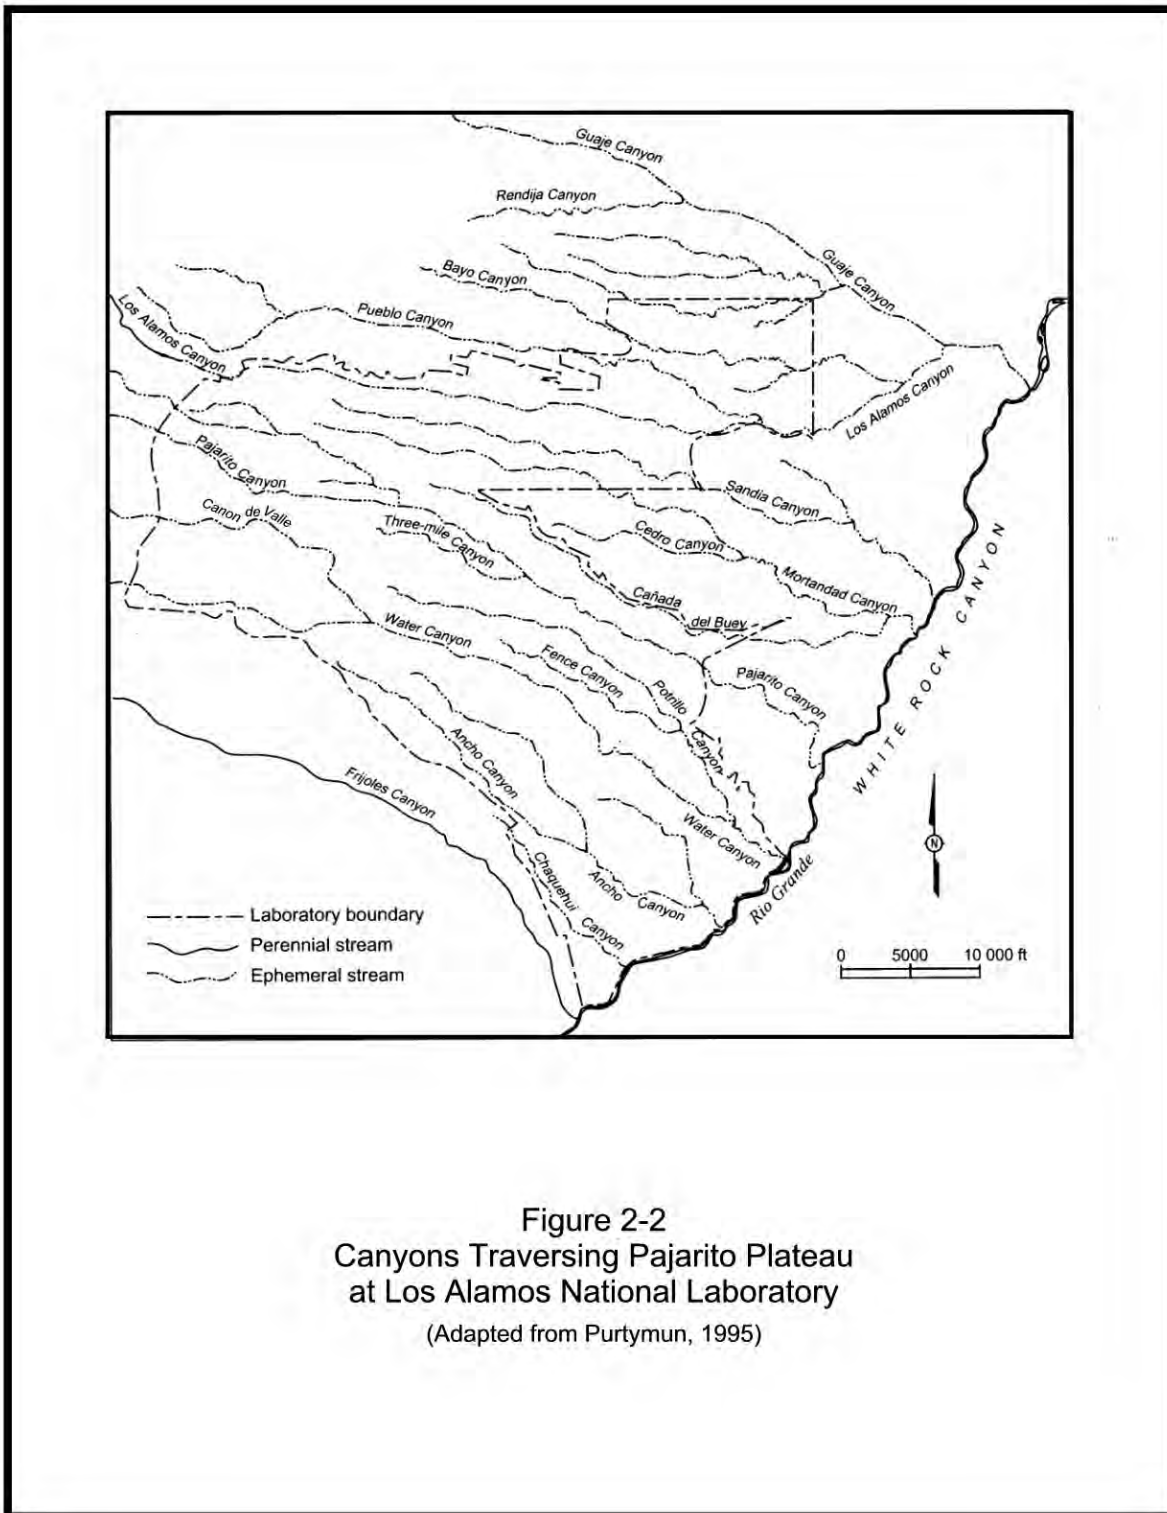 Guaje Canyon
Rendija Canyon
Guaje Canyon
Bayo Canyon
Los Alamos Canyon
Pueblo Canyon
Los Alamos Canyon
Pajarito Canyon
Sandia Canyon
Canon de Valle
Three-mile Canyon
Cedro Canyon
Mortandad Canyon
Cañada
del Buey
WHITE ROCK CANYON
Water Canyon
Fence Canyon
Potrillo
Canyon
Pajarito Canyon
Ancho Canyon
Frijoles Canyon
Water Canyon
Chaquehui
Canyon
Ancho
Canyon
Rio Grande
N
Laboratory boundary
Perennial stream
Ephemeral stream
0 5000 10 000 ft
Figure 2-2
Canyons Traversing Pajarito Plateau
at Los Alamos National Laboratory
(Adapted from Purtymun, 1995)